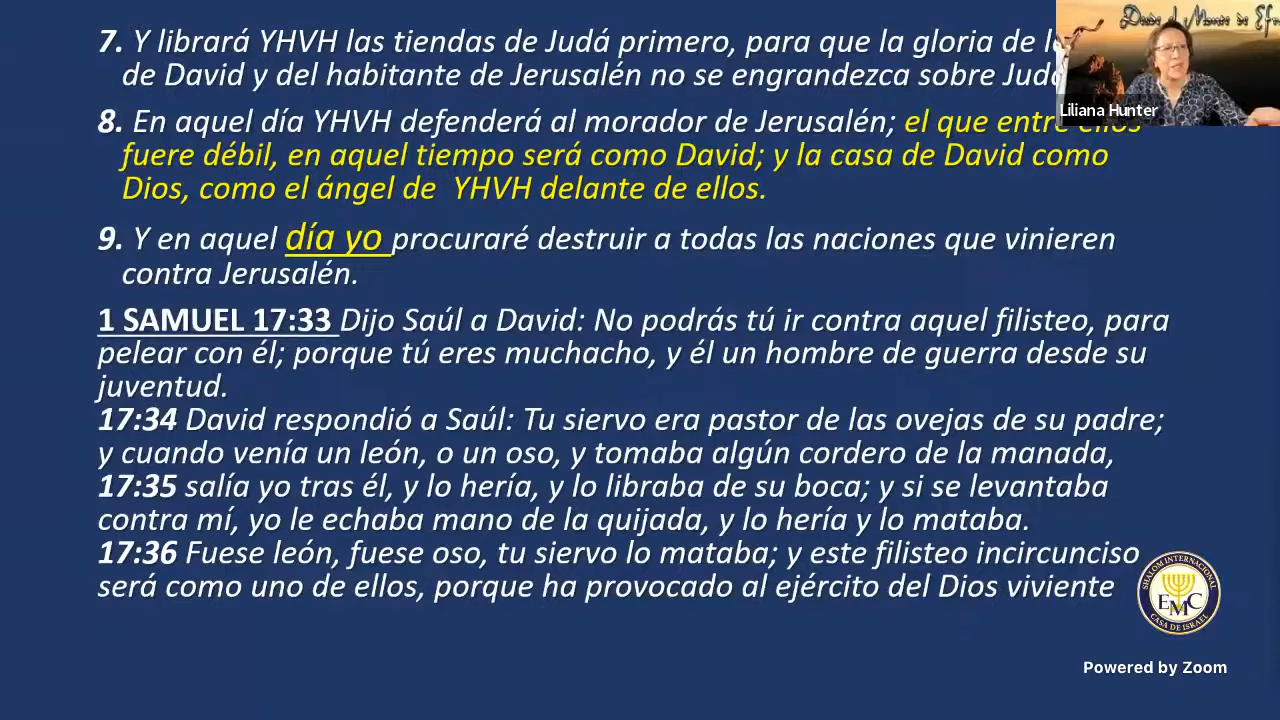 7. Y librará YHVH las tiendas de Judá primero, para que la gloria de
de David y del habitante de Jerusalén no se engrandezca sobre
8. En aquel día YHVH defenderá al morador de Jerusalén; el que entre ellos
fuere débil, en aquel tiempo será como David; y la casa de David como
Dios, como el ángel de YHVH delante de ellos.
9. Y en aquel día yo procuraré destruir a todas las naciones que vinieren
contra Jerusalén.
1 SAMUEL 17:33 Dijo Saúl a David: No podrás tú ir contra aquel filisteo, para
pelear con él; porque tú eres muchacho, y él un hombre de guerra desde su
juventud.
17:34 David respondió a Saúl: Tu siervo era pastor de las ovejas de su padre;
y cuando venía un león, o un oso, y tomaba algún cordero de la manada,
17:35 salía yo tras él, y lo hería, y lo libraba de su boca; y si se levantaba
contra mí, yo le echaba mano de la quijada, y lo hería y lo mataba.
17:36 Fuese león, fuese oso, tu siervo lo mataba; y este filisteo incircunciso
será como uno de ellos, porque ha provocado al ejército del Dios viviente
Desde el Monte de
Liliana Hunter
SHALOM INTERNACIONAL
EMC
CASA DE ISRAEL
Powered by Zoom